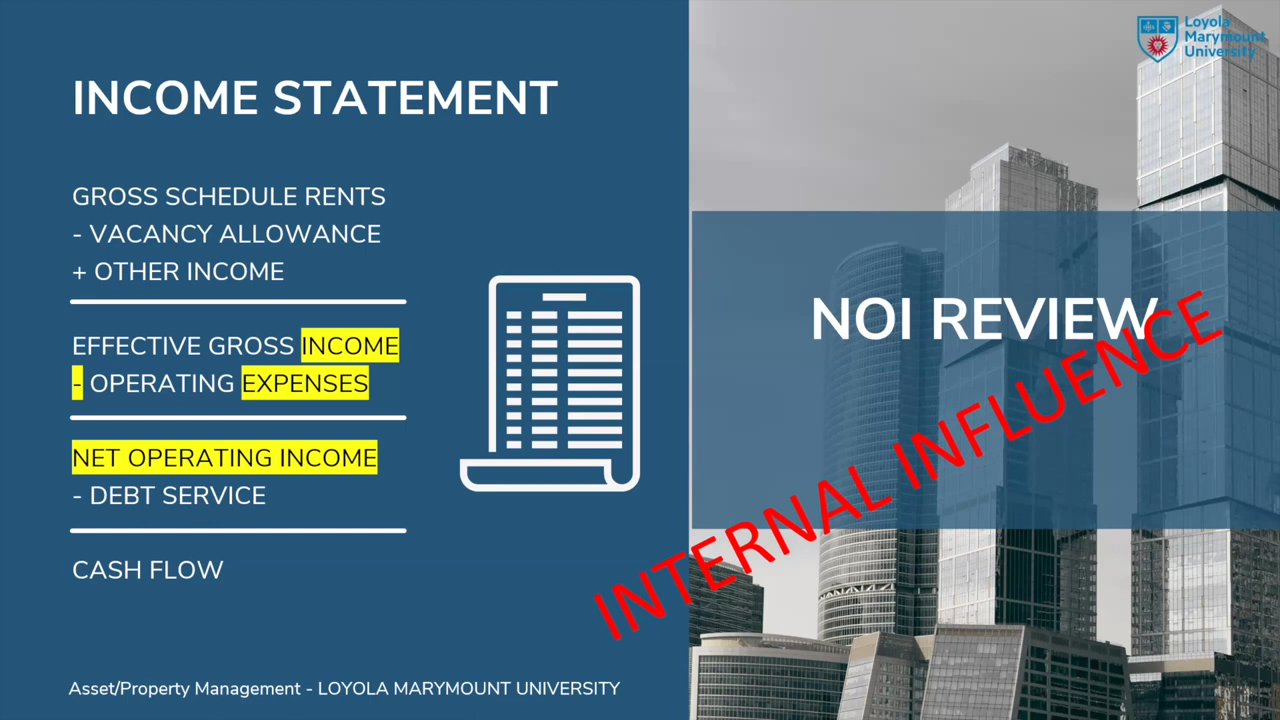 INCOME STATEMENT
GROSS SCHEDULE RENTS
- VACANCY ALLOWANCE
+ OTHER INCOME
EFFECTIVE GROSS INCOME
- OPERATING EXPENSES
NET OPERATING INCOME
- DEBT SERVICE
CASH FLOW
Asset/Property Management - LOYOLA MARYMOUNT UNIVERSITY
Loyola
Marymount
University
NOI REVIEW
INTERNAL INFLUENCE